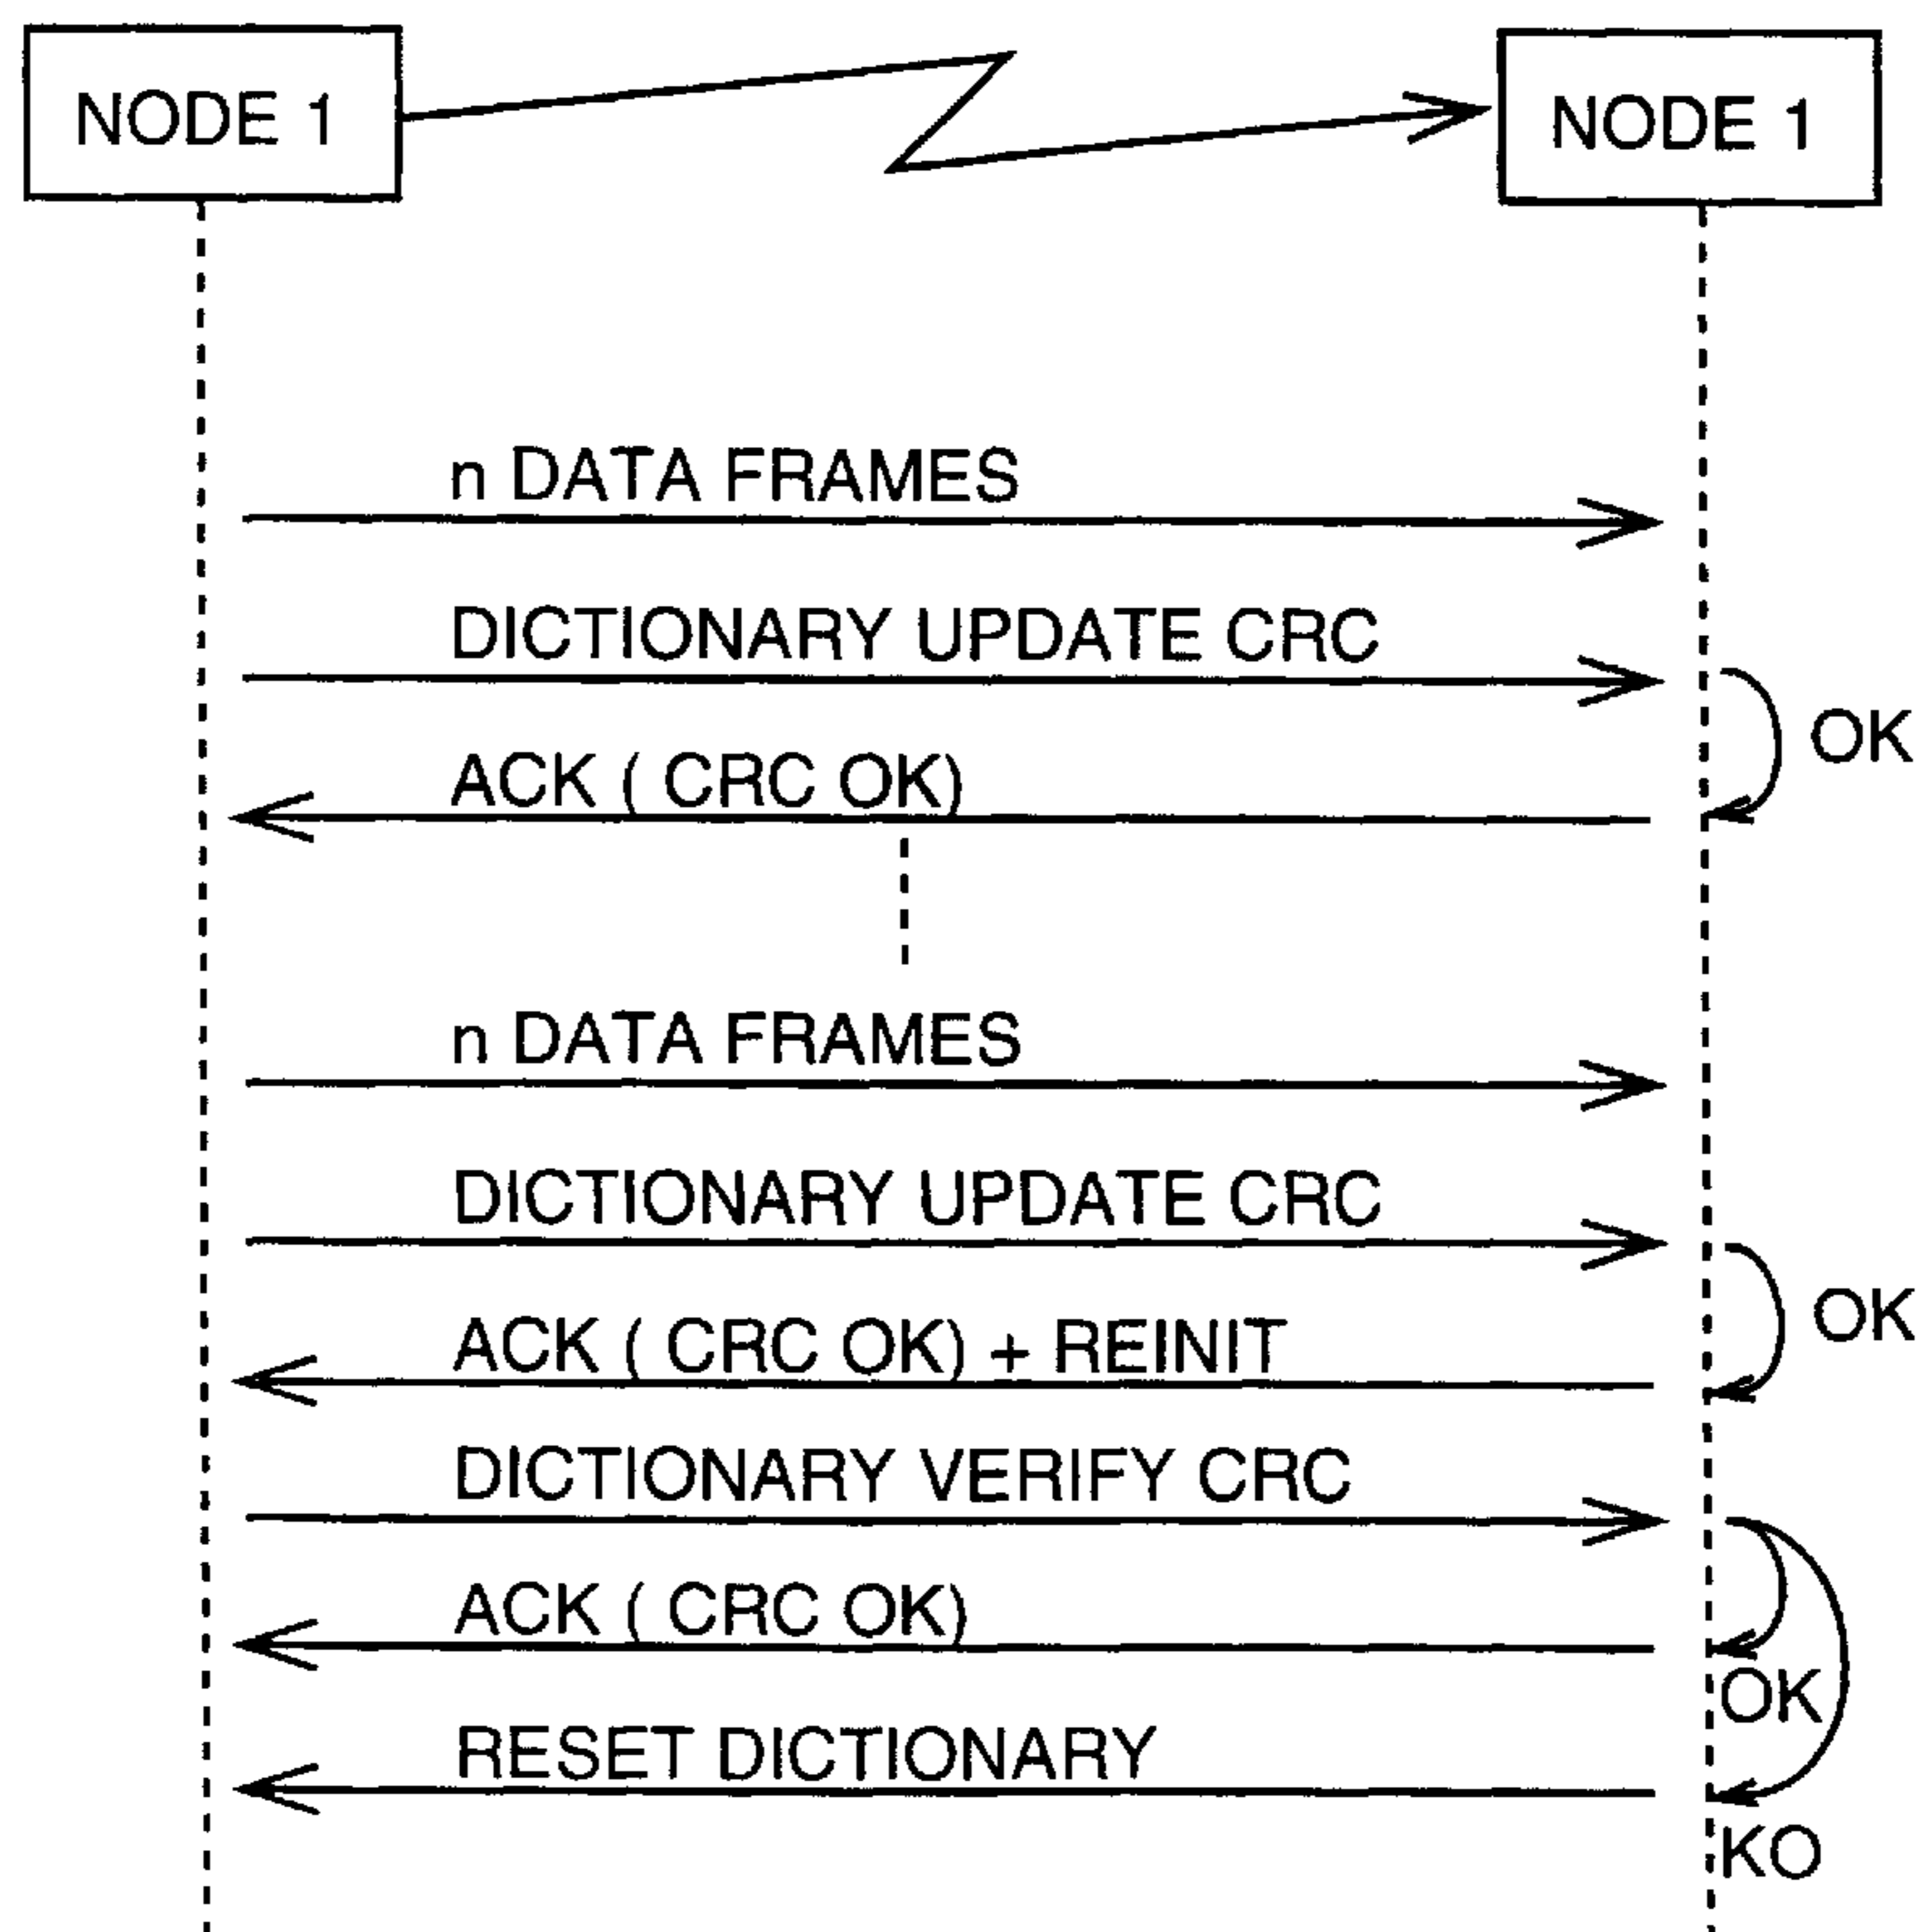 NODE 1
NODE 1
n DATA FRAMES
DICTIONARY UPDATE CRC
OK
ACK ( CRC OK)
n DATA FRAMES
DICTIONARY UPDATE CRC
OK
ACK ( CRC OK) + REINIT
DICTIONARY VERIFY CRC
ACK ( CRC OK)
OK
RESET DICTIONARY
KO